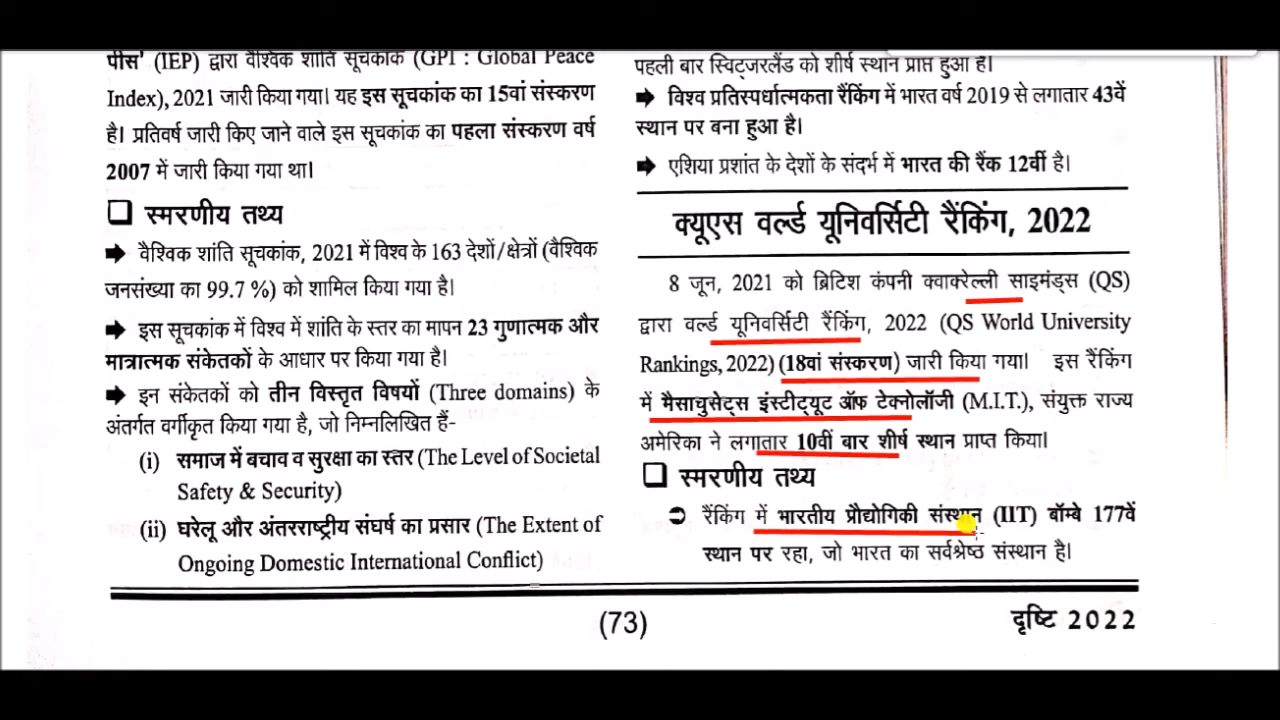 पीस' (IEP) द्वारा वैश्विक शांति सूचकांक (GPI : Global Peace
Index), 2021 जारी किया गया। यह इस सूचकांक का 15वां संस्करण
है। प्रतिवर्ष जारी किए जाने वाले इस सूचकांक का पहला संस्करण वर्ष
2007 में जारी किया गया था।
❑ स्मरणीय तथ्य
➡ वैश्विक शांति सूचकांक, 2021 में विश्व के 163 देशों/क्षेत्रों (वैश्विक
जनसंख्या का 99.7 %) को शामिल किया गया है।
➡ इस सूचकांक में विश्व में शांति के स्तर का मापन 23 गुणात्मक और
मात्रात्मक संकेतकों के आधार पर किया गया है।
➡ इन संकेतकों को तीन विस्तृत विषयों (Three domains) के
अंतर्गत वर्गीकृत किया गया है, जो निम्नलिखित हैं-
(i) समाज में बचाव व सुरक्षा का स्तर (The Level of Societal
Safety & Security)
(ii) घरेलू और अंतरराष्ट्रीय संघर्ष का प्रसार (The Extent of
Ongoing Domestic International Conflict)
पहली बार स्विट्जरलैंड को शीर्ष स्थान प्राप्त हुआ है।
➡ विश्व प्रतिस्पर्धात्मकता रैंकिंग में भारत वर्ष 2019 से लगातार 43वें
स्थान पर बना हुआ है।
➡ एशिया प्रशांत के देशों के संदर्भ में भारत की रैंक 12वीं है।
क्यूएस वर्ल्ड यूनिवर्सिटी रैंकिंग, 2022
8 जून, 2021 को ब्रिटिश कंपनी क्वाकरेल्ली साइमंड्स (QS)
द्वारा वर्ल्ड यूनिवर्सिटी रैंकिंग, 2022 (QS World University
Rankings, 2022) (18वां संस्करण) जारी किया गया। इस रैंकिंग
में मैसाधुसेट्स इंस्टीट्यूट ऑफ टेक्नोलॉजी (M.I.T.), संयुक्त राज्य
अमेरिका ने लगातार 10वीं बार शीर्ष स्थान प्राप्त किया।
❑ स्मरणीय तथ्य
➲ रैंकिंग में भारतीय प्रौद्योगिकी संस्थान (IIT) बॉम्बे 177वें
स्थान पर रहा, जो भारत का सर्वश्रेष्ठ संस्थान है।
(73)
दृष्टि 2022